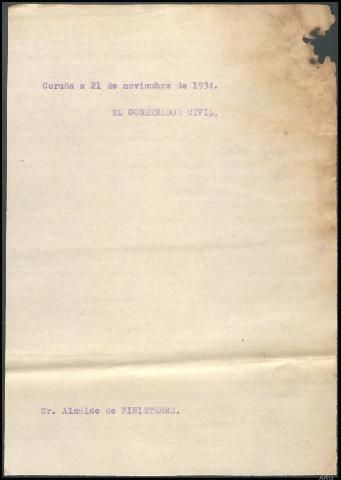 Coruña a 21 de noviembre de 1934.
EL GOBERNADOR CIVIL,
Sr. Alcalde de FINISTERRE.